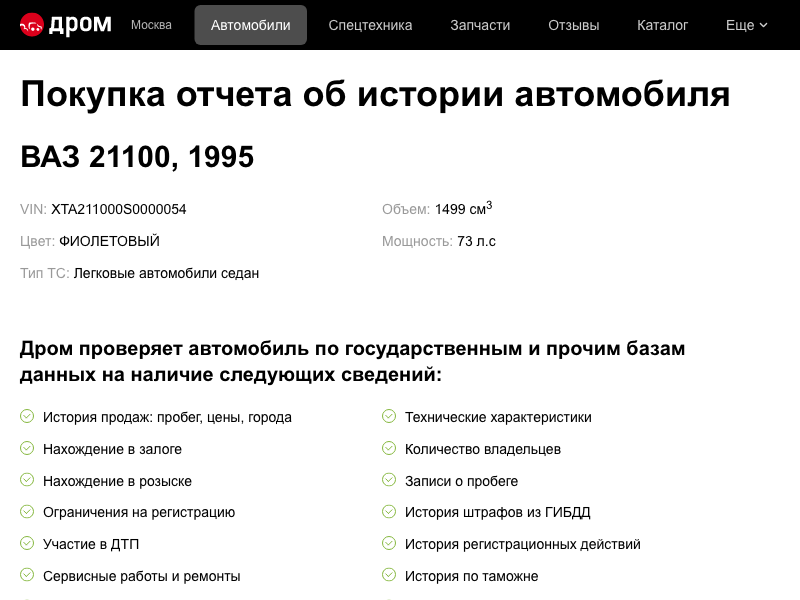 дром Москва Автомобили Спецтехника Запчасти Отзывы Каталог Еще
Покупка отчета об истории автомобиля
ВАЗ 21100, 1995
VIN: XTA211000S0000054 Объем: 1499 см³
Цвет: ФИОЛЕТОВЫЙ Мощность: 73 л.с
Тип ТС: Легковые автомобили седан
Дром проверяет автомобиль по государственным и прочим базам
данных на наличие следующих сведений:
История продаж: пробег, цены, города Технические характеристики
Нахождение в залоге Количество владельцев
Нахождение в розыске Записи о пробеге
Ограничения на регистрацию История штрафов из ГИБДД
Участие в ДТП История регистрационных действий
Сервисные работы и ремонты История по таможне